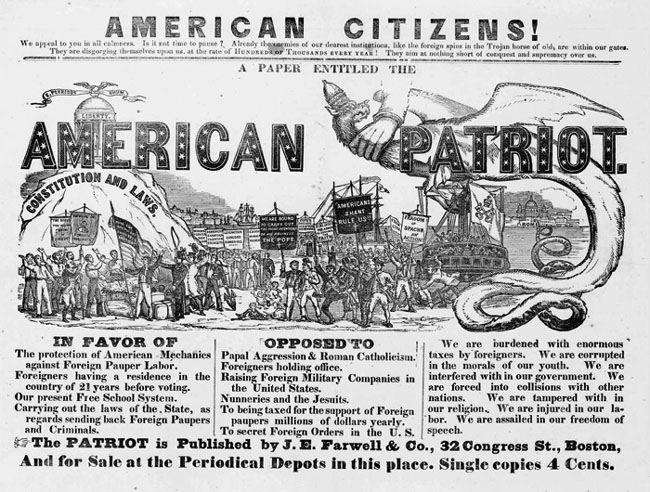 AMERICAN CITIZENS!
We appeal to you in all calmness. Is it not time to pause? Already the enemies of our dearest institutions, like the foreign spies in the Trojan horse of old, are within our gates.
They are disgorging themselves upon us, at the rate of HUNDREDS OF THOUSANDS EVERY YEAR! They aim at nothing short of conquest and supremacy over us.
A PAPER ENTITLED THE
LIBERTY.
AMERICAN PATRIOT.
CONSTITUTION AND LAWS.
WE ARE BOUND
TO CARRY OUT
THE POPE
AMERICANS
SHANT
RULE US!!
FREEDOM
OF
SPEACH
ROME
IN FAVOR OF
The protection of American Mechanics
against Foreign Pauper Labor.
Foreigners having a residence in the
country of 21 years before voting.
Our present Free School System.
Carrying out the laws of the State, as
regards sending back Foreign Paupers
and Criminals.
OPPOSED TO
Papal Aggression & Roman Catholicism.
Foreigners holding office.
Raising Foreign Military Companies in
the United States.
Nunneries and the Jesuits.
To being taxed for the support of Foreign
paupers millions of dollars yearly.
To secret Foreign Orders in the U. S.
We are burdened with enormous
taxes by foreigners. We are corrupted
in the morals of our youth. We are
interfered with in our government. We
are forced into collisions with other
nations. We are tampered with in
our religion. We are injured in our la-
bor. We are assailed in our freedom of
speech.
The PATRIOT is Published by J. E. Farwell & Co., 32 Congress St., Boston,
And for Sale at the Periodical Depots in this place. Single copies 4 Cents.